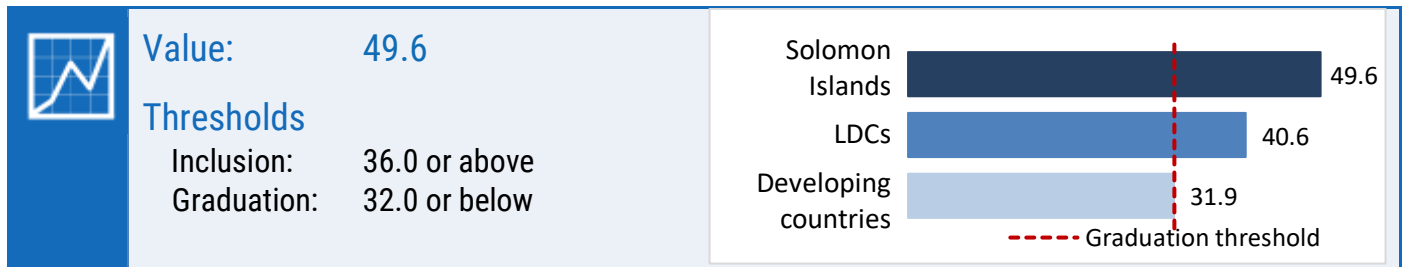 Value: 49.6
Thresholds
Inclusion: 36.0 or above
Graduation: 32.0 or below
Solomon
Islands
49.6
LDCs
40.6
Developing
countries
31.9
Graduation threshold